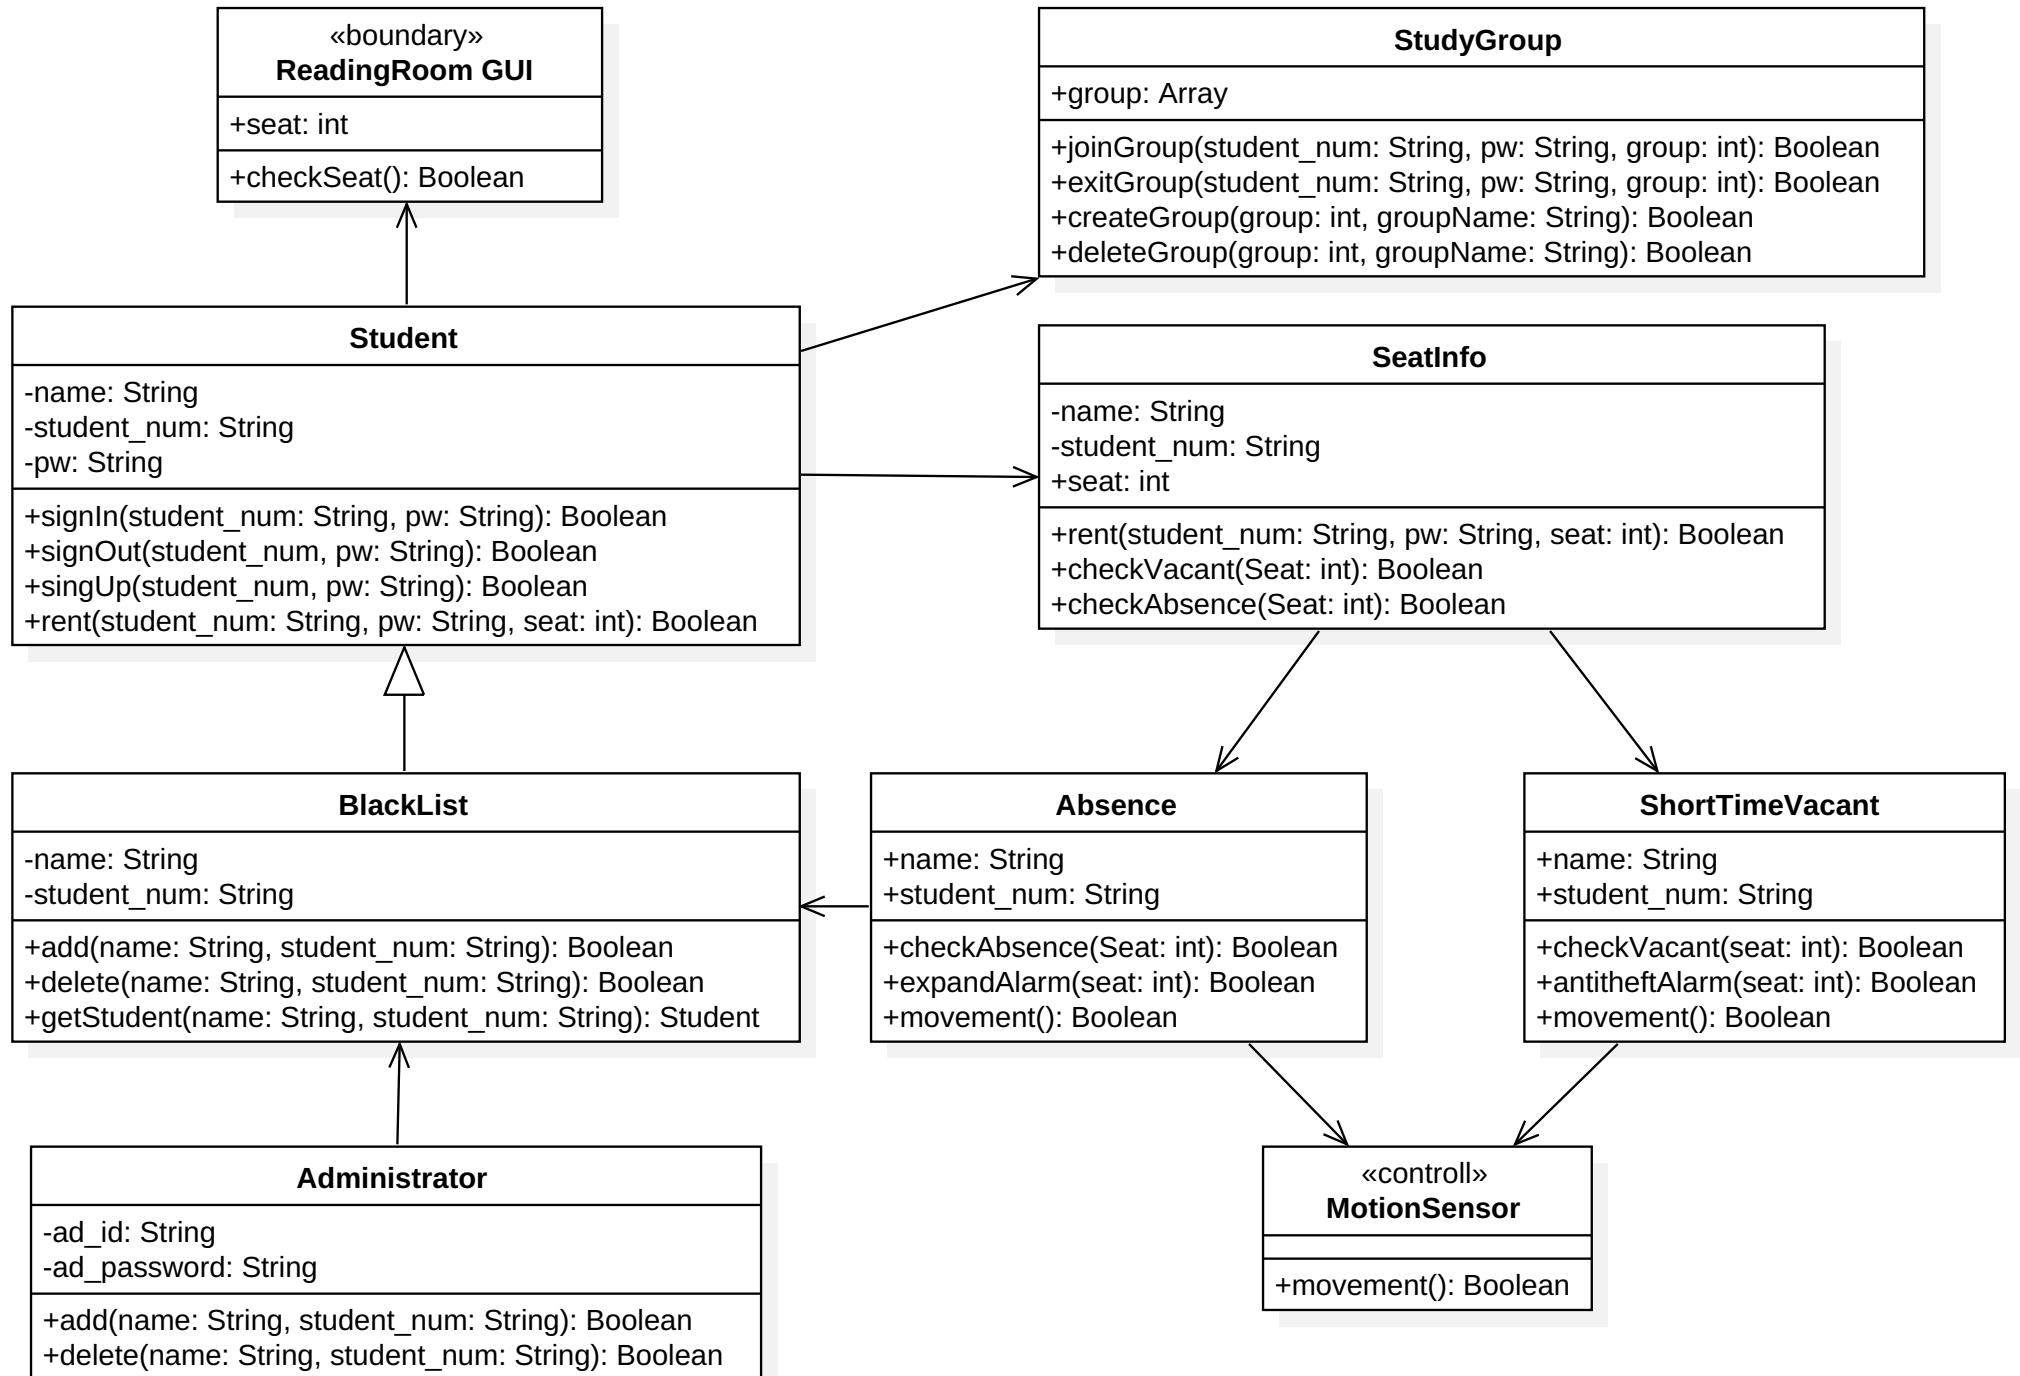 «boundary»
ReadingRoom GUI
+seat: int
+checkSeat(): Boolean
StudyGroup
+group: Array
+joinGroup(student_num: String, pw: String, group: int): Boolean
+exitGroup(student_num: String, pw: String, group: int): Boolean
+createGroup(group: int, groupName: String): Boolean
+deleteGroup(group: int, groupName: String): Boolean
Student
-name: String
-student_num: String
-pw: String
+signIn(student_num: String, pw: String): Boolean
+signOut(student_num, pw: String): Boolean
+singUp(student_num, pw: String): Boolean
+rent(student_num: String, pw: String, seat: int): Boolean
SeatInfo
-name: String
-student_num: String
+seat: int
+rent(student_num: String, pw: String, seat: int): Boolean
+checkVacant(Seat: int): Boolean
+checkAbsence(Seat: int): Boolean
BlackList
-name: String
-student_num: String
+add(name: String, student_num: String): Boolean
+delete(name: String, student_num: String): Boolean
+getStudent(name: String, student_num: String): Student
Absence
+name: String
+student_num: String
+checkAbsence(Seat: int): Boolean
+expandAlarm(seat: int): Boolean
+movement(): Boolean
ShortTimeVacant
+name: String
+student_num: String
+checkVacant(seat: int): Boolean
+antitheftAlarm(seat: int): Boolean
+movement(): Boolean
Administrator
-ad_id: String
-ad_password: String
+add(name: String, student_num: String): Boolean
+delete(name: String, student_num: String): Boolean
«controll»
MotionSensor
+movement(): Boolean